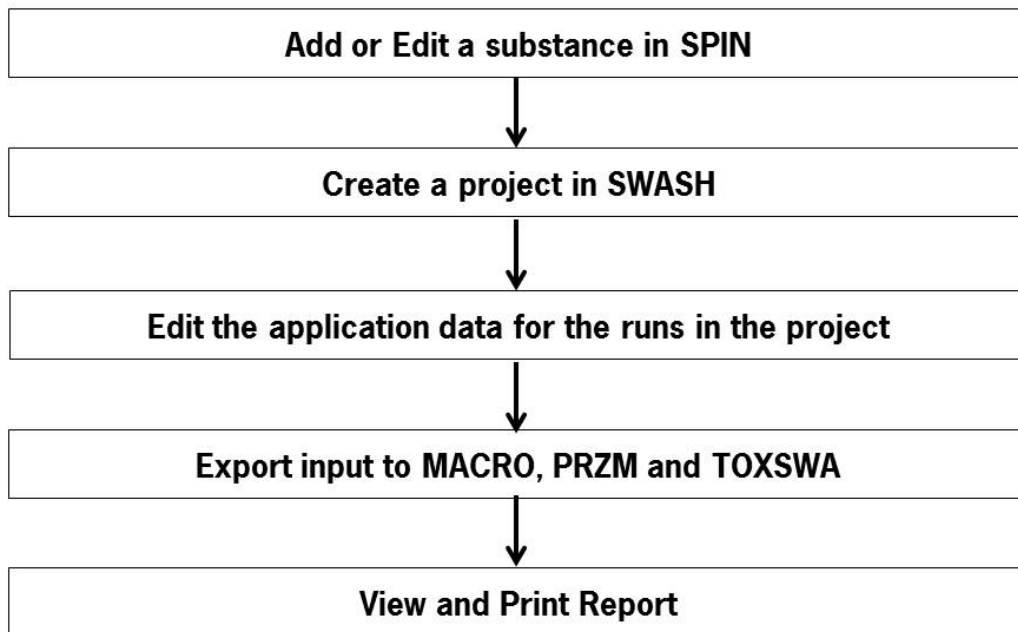 Add or Edit a substance in SPIN
Create a project in SWASH
Edit the application data for the runs in the project
Export input to MACRO, PRZM and TOXSWA
View and Print Report